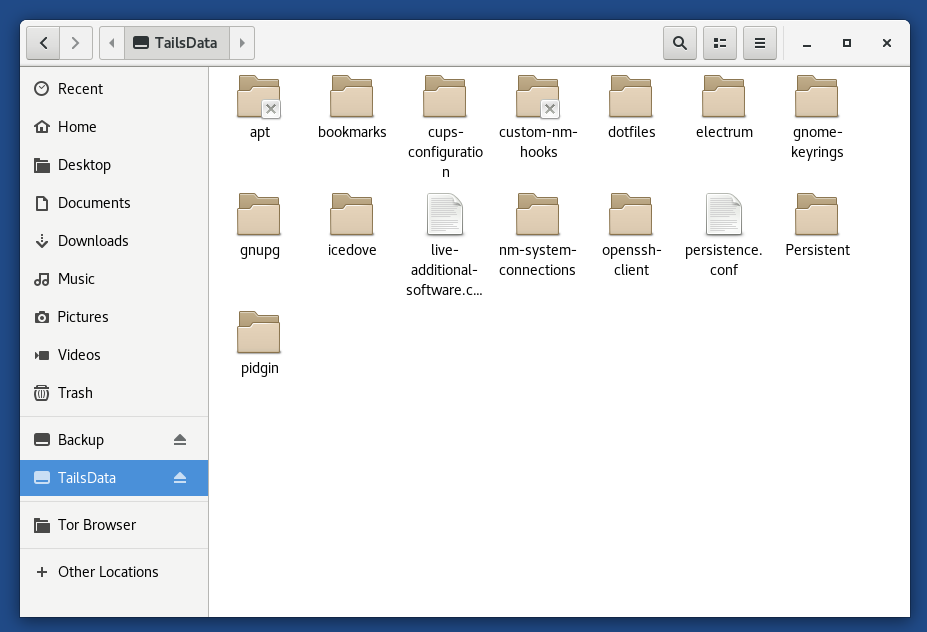 TailsData
Recent
Home
Desktop
Documents
Downloads
Music
Pictures
Videos
Trash
Backup
TailsData
Tor Browser
Other Locations
apt
bookmarks
cups-
configuratio
n
custom-nm-
hooks
dotfiles
electrum
gnome-
keyrings
gnupg
icedove
live-
additional-
software.c...
nm-system-
connections
openssh-
client
persistence.
conf
Persistent
pidgin